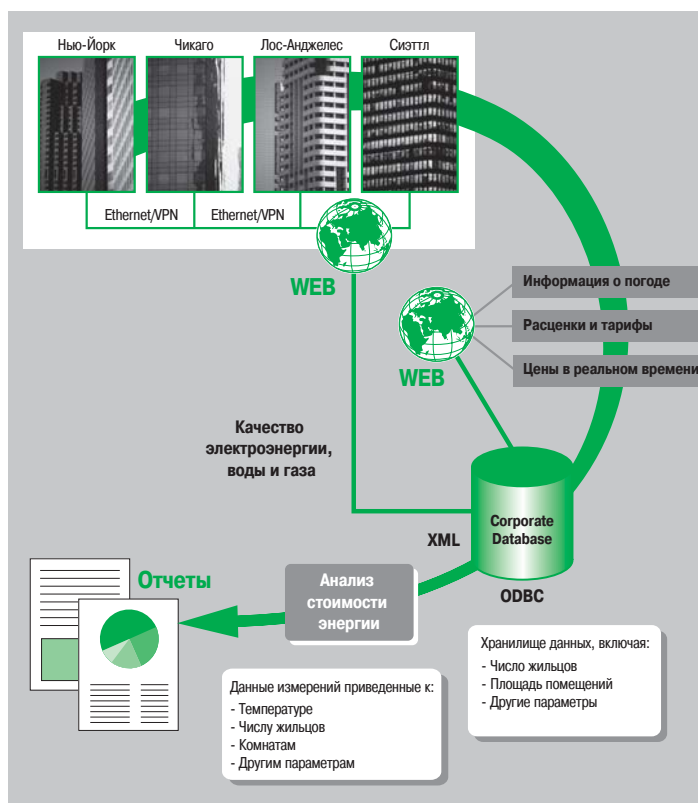 Нью-Йорк
Чикаго
Лос-Анджелес
Сиэттл
Ethernet/VPN
Ethernet/VPN
WEB
Информация о погоде
Расценки и тарифы
Цены в реальном времени
WEB
Качество
электроэнергии,
воды и газа
Corporate
Database
XML
ODBC
Отчеты
Анализ
стоимости
энергии
Хранилище данных, включая:
- Число жильцов
- Площадь помещений
- Другие параметры
Данные измерений приведенные к:
- Температуре
- Числу жильцов
- Комнатам
- Другим параметрам